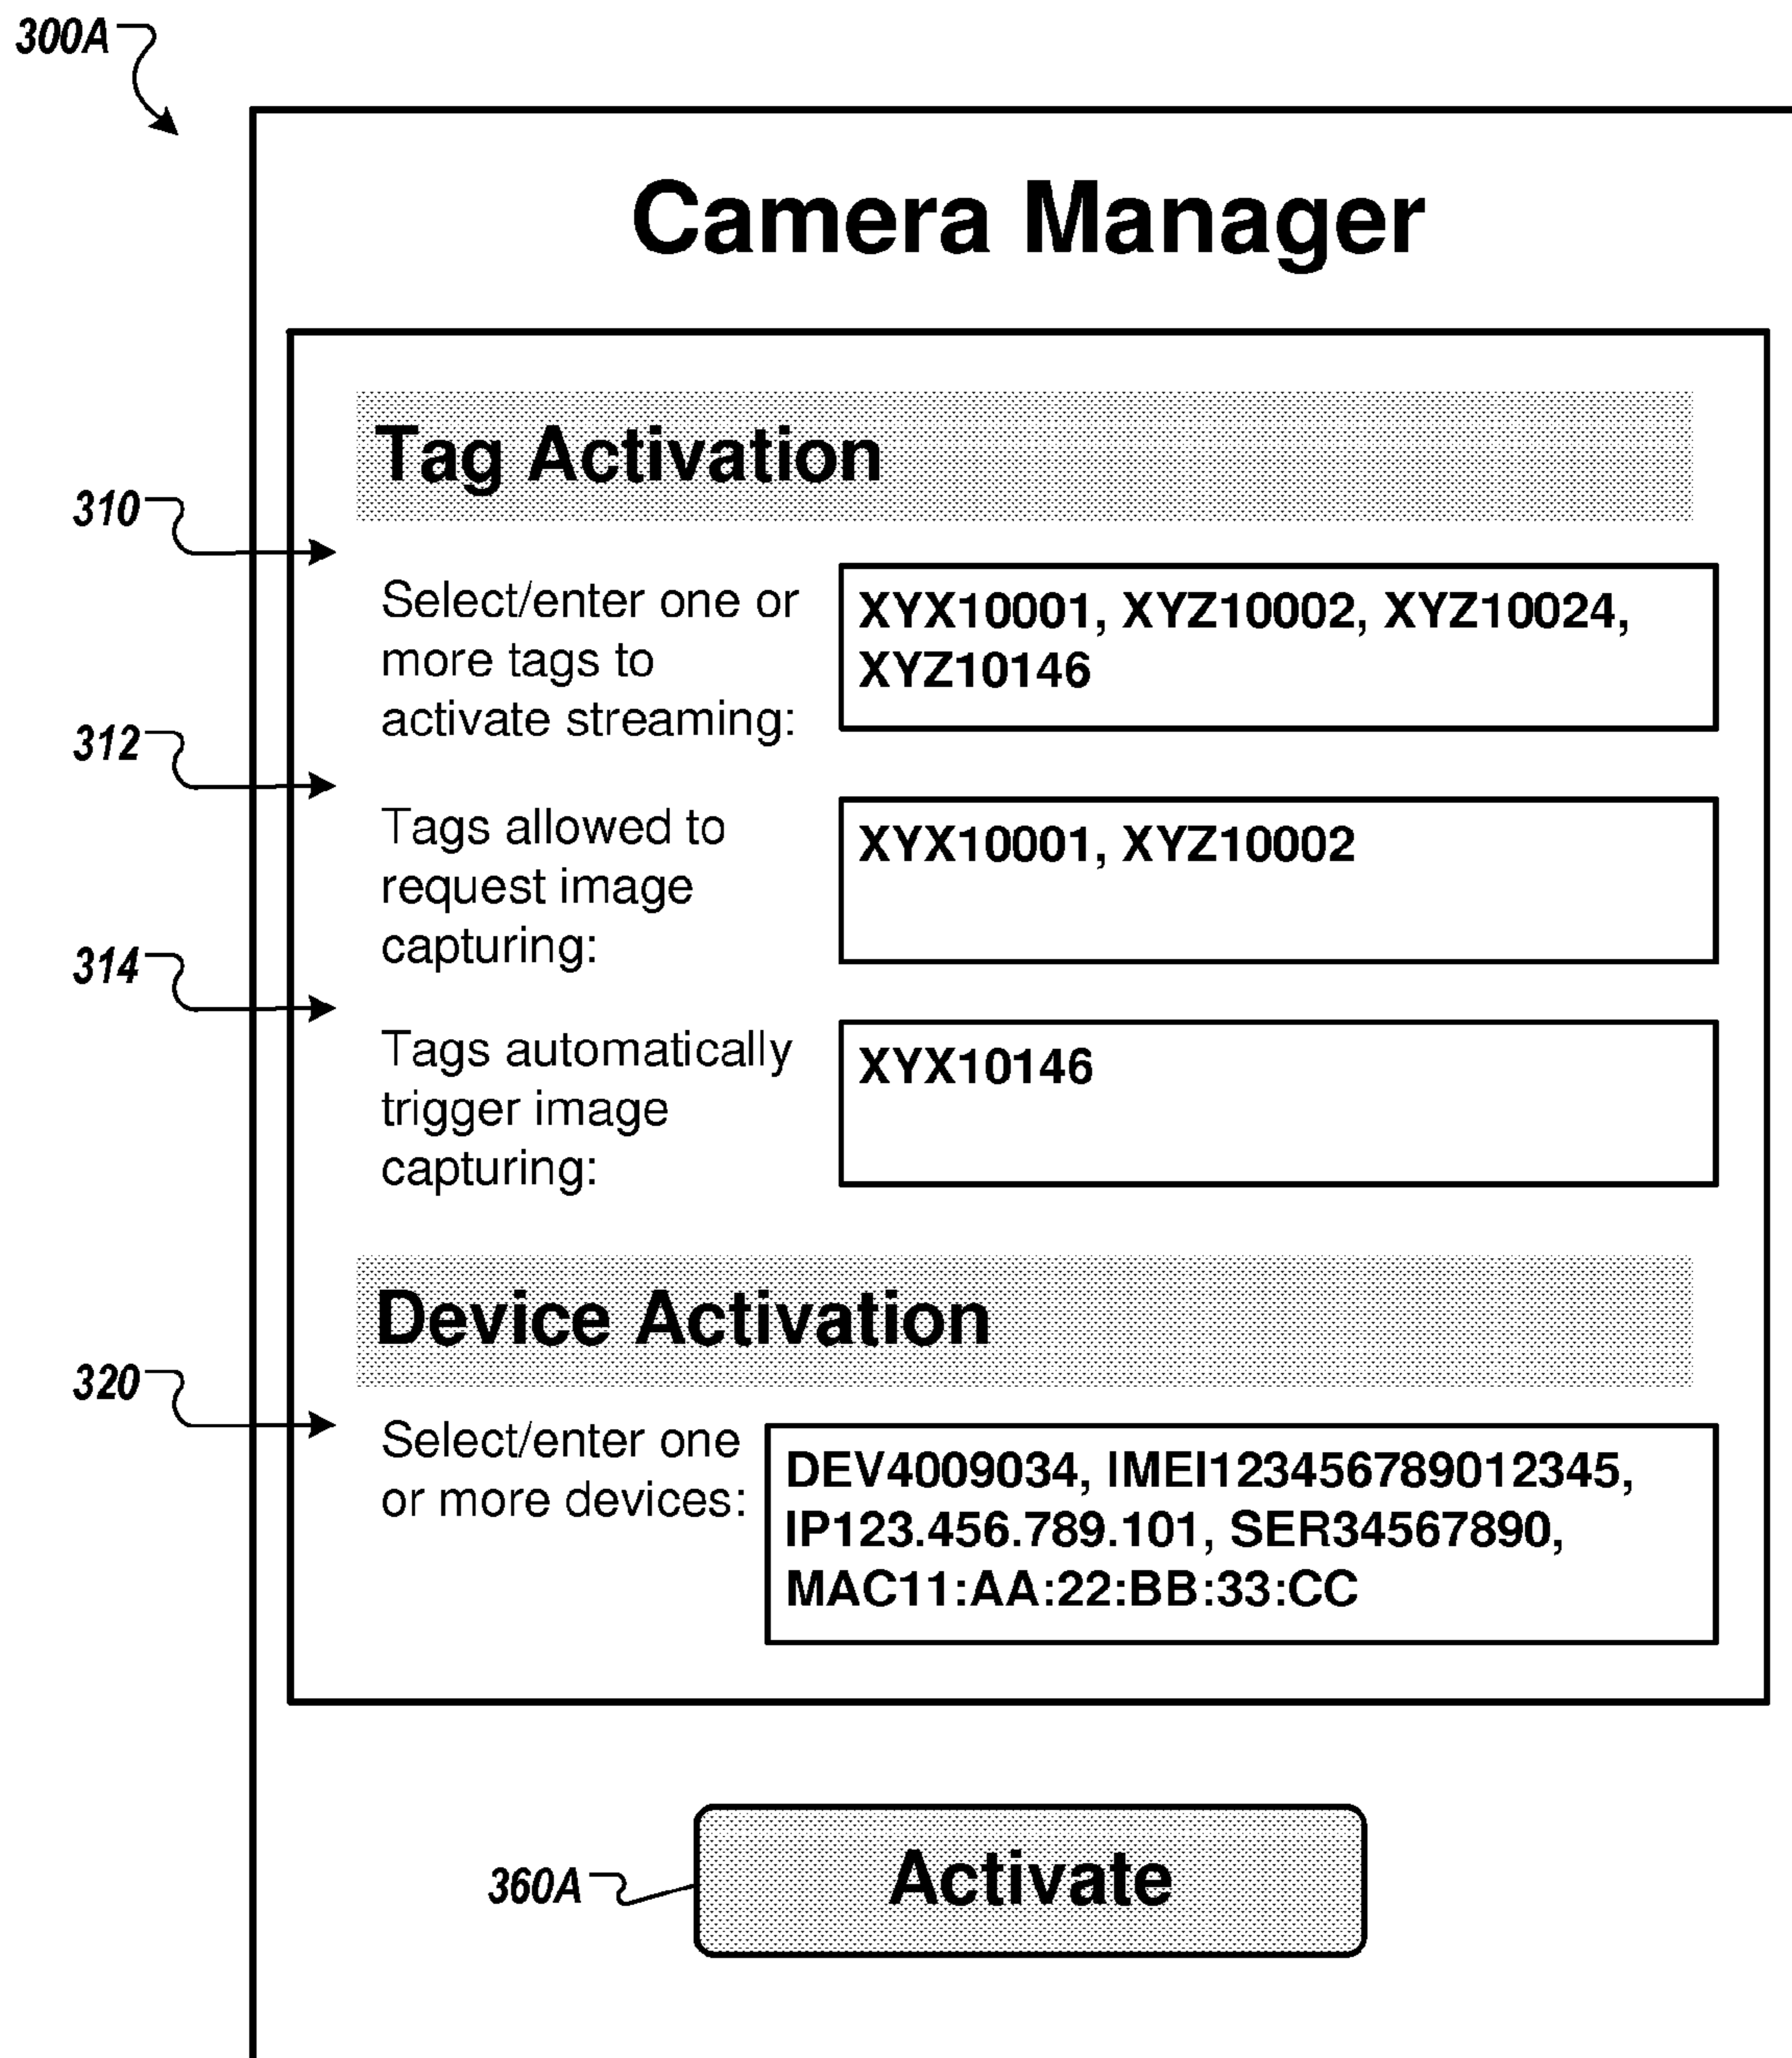 300A
Camera Manager
Tag Activation
310
Select/enter one or
more tags to
activate streaming:
XYX10001, XYZ10002, XYZ10024,
XYZ10146
312
Tags allowed to
request image
capturing:
XYX10001, XYZ10002
314
Tags automatically
trigger image
capturing:
XYX10146
Device Activation
320
Select/enter one
or more devices:
DEV4009034, IMEI123456789012345,
IP123.456.789.101, SER34567890,
MAC11:AA:22:BB:33:CC
360A
Activate